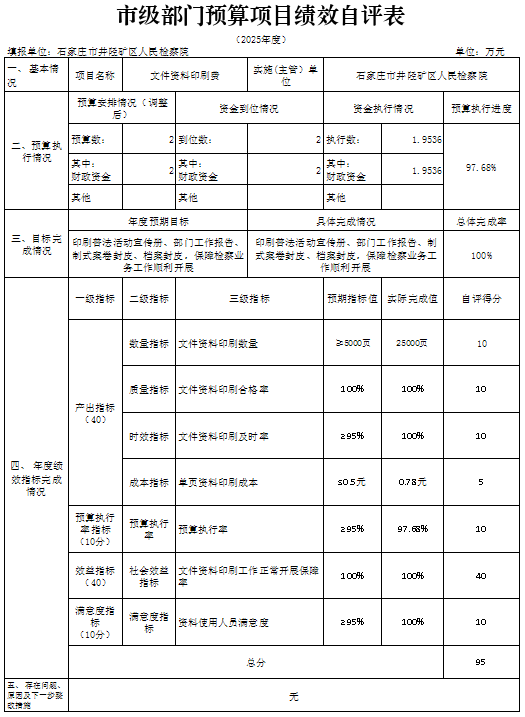 市级部门预算项目绩效自评表
（2025年度）
填报单位：石家庄市井陉矿区人民检察院 单位：万元
一、 基本情况 项目名称 文件资料印刷费 实施(主管）单位 石家庄市井陉矿区人民检察院
二、预算执行情况 预算安排情况（调整后） 资金到位情况 资金执行情况 预算执行进度
预算数： 2 到位数： 2 执行数： 1.9536 97.68%
其中：财政资金 2 其中：财政资金 2 其中：财政资金 1.9536
其他 其他 其他
三、目标完成情况 年度预期目标 具体完成情况 总体完成率
印刷普法活动宣传册、部门工作报告、制式案卷封皮、档案封皮，保障检察业务工作顺利开展 印刷普法活动宣传册、部门工作报告、制式案卷封皮、档案封皮，保障检察业务工作顺利开展 100%
四、 年度绩效指标完成情况 一级指标 二级指标 三级指标 预期指标值 实际完成值 自评得分
产出指标（40） 数量指标 文件资料印刷数量 ≥5000页 25000页 10
质量指标 文件资料印刷合格率 100% 100% 10
时效指标 文件资料印刷及时率 ≥95% 100% 10
成本指标 单页资料印刷成本 ≤0.5元 0.78元 5
预算执行率指标（10分） 预算执行率 预算执行率 ≥95% 97.68% 10
效益指标（40） 社会效益指标 文件资料印刷工作正常开展保障率 100% 100% 40
满意度指标（10分） 满意度指标 资料使用人员满意度 ≥95% 100% 10
总分 95
五、 存在问题、原因及下一步整改措施 无